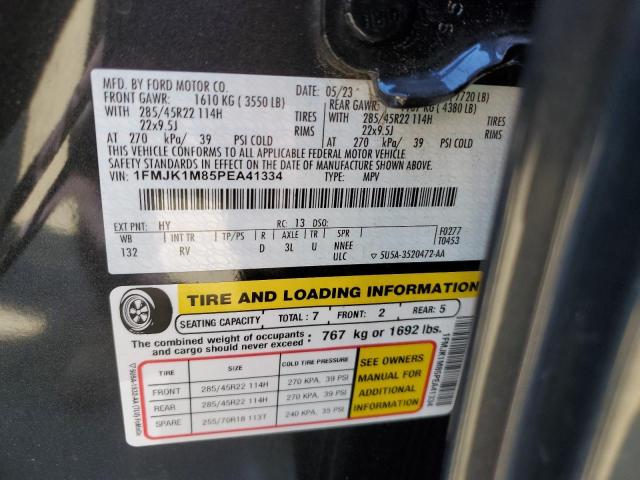 MFD. BY FORD MOTOR CO.
DATE: 05/23
7720 LB)
FRONT GAWR: 1610 KG ( 3550 LB)
REAR GAWR: KG ( 4380 LB)
WITH 285/45R22 114H TIRES
WITH 285/45R22 114H TIRES
22x9.5J RIMS
22x9.5J RIMS
AT 270 kPa/ 39 PSI COLD
AT 270 kPa/ 39 PSI COLD
THIS VEHICLE CONFORMS TO ALL APPLICABLE FEDERAL MOTOR VEHICLE
SAFETY STANDARDS IN EFFECT ON THE DATE OF MANUFACTURE SHOWN ABOVE.
VIN: 1FMJK1M85PEA41334 TYPE: MPV
EXT PNT: HY RC: 13 DSO:
WB INT TR TP/PS R AXLE TR SPR
F0277
T0453
132 RV D 3L U NNEE
ULC ▽ 5U5A-3520472-AA
TIRE AND LOADING INFORMATION
SEATING CAPACITY TOTAL: 7 FRONT: 2 REAR: 5
The combined weight of occupants and cargo should never exceed: 767 kg or 1692 lbs.
TIRE SIZE COLD TIRE PRESSURE
FRONT 285/45R22 114H 270 KPA, 39 PSI
REAR 285/45R22 114H 270 KPA, 39 PSI
SPARE 255/70R18 113T 240 KPA, 35 PSI
SEE OWNERS
MANUAL FOR
ADDITIONAL
INFORMATION
1FMJK1M85PEA41334